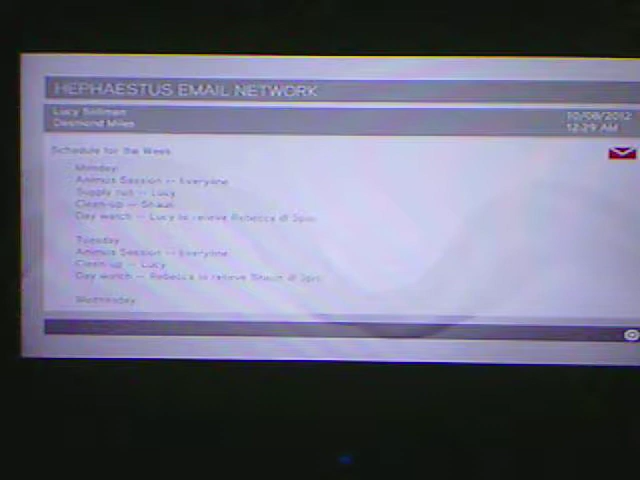 HEPHAESTUS EMAIL NETWORK
Lucy Stillman
Desmond Miles
10/08/2012
12:29 AM
Schedule for the Week
Monday
Animus Session -- Everyone
Supply run -- Lucy
Clean-up -- Shaun
Day watch -- Lucy to relieve Rebecca @ 3pm
Tuesday
Animus Session -- Everyone
Clean-up -- Lucy
Day watch -- Rebecca to relieve Shaun @ 3pm
Wednesday